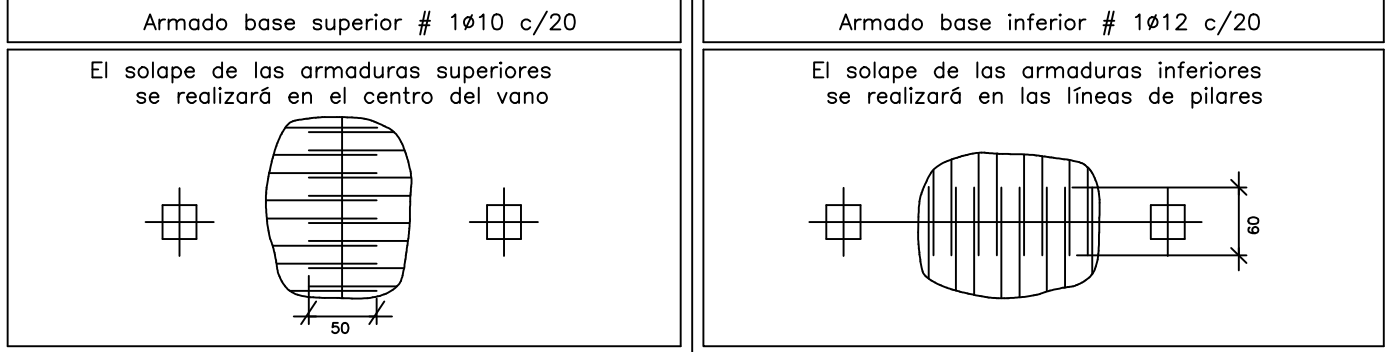 Armado base superior # 1ø10 c/20
El solape de las armaduras superiores
se realizará en el centro del vano
50
Armado base inferior # 1ø12 c/20
El solape de las armaduras inferiores
se realizará en las líneas de pilares
60